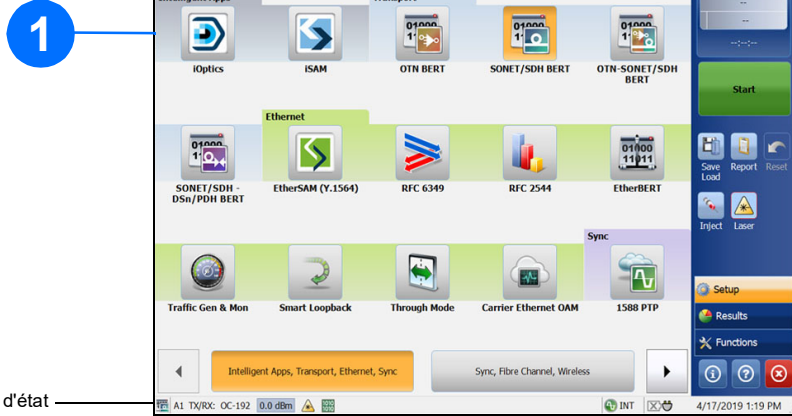 1
Intelligent Apps
Transport
--
--
--:--:--
iOptics
iSAM
OTN BERT
SONET/SDH BERT
OTN-SONET/SDH
BERT
Start
Ethernet
SONET/SDH -
DSn/PDH BERT
EtherSAM (Y.1564)
RFC 6349
RFC 2544
EtherBERT
Save
Load
Report
Reset
Inject
Laser
Sync
Traffic Gen & Mon
Smart Loopback
Through Mode
Carrier Ethernet OAM
1588 PTP
Setup
Results
Functions
Intelligent Apps, Transport, Ethernet, Sync
Sync, Fibre Channel, Wireless
d'état
A1 TX/RX: OC-192 0.0 dBm
INT
4/17/2019 1:19 PM